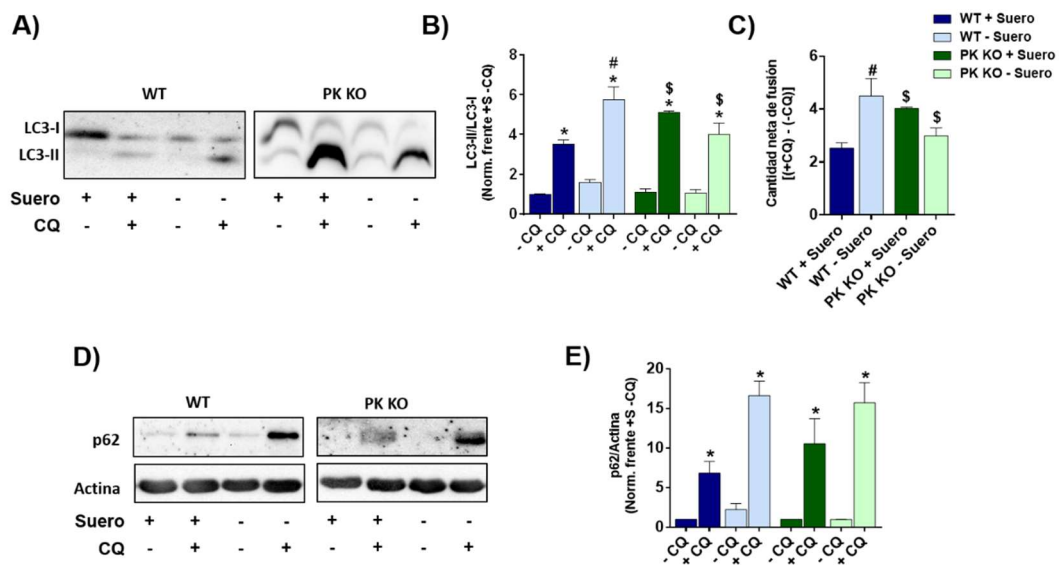 A)
WT
PK KO
LC3-I
LC3-II
Suero + + - - + + - -
CQ - + - + - + - +
B)
LC3-II/LC3-I
(Norm. frente +S -CQ)
8
6
4
2
0
*
#
*
$
*
$
*
- CQ
+ CQ
- CQ
+ CQ
- CQ
+ CQ
- CQ
+ CQ
C)
Cantidad neta de fusión
[(+CQ) - (-CQ)]
6
4
2
0
#
$
$
WT + Suero
WT - Suero
PK KO + Suero
PK KO - Suero
WT + Suero
WT - Suero
PK KO + Suero
PK KO - Suero
D)
WT
PK KO
p62
Actina
Suero + + - - + + - -
CQ - + - + - + - +
E)
p62/Actina
(Norm. frente +S -CQ)
20
15
10
5
0
*
*
*
*
- CQ
+ CQ
- CQ
+ CQ
- CQ
+ CQ
- CQ
+ CQ